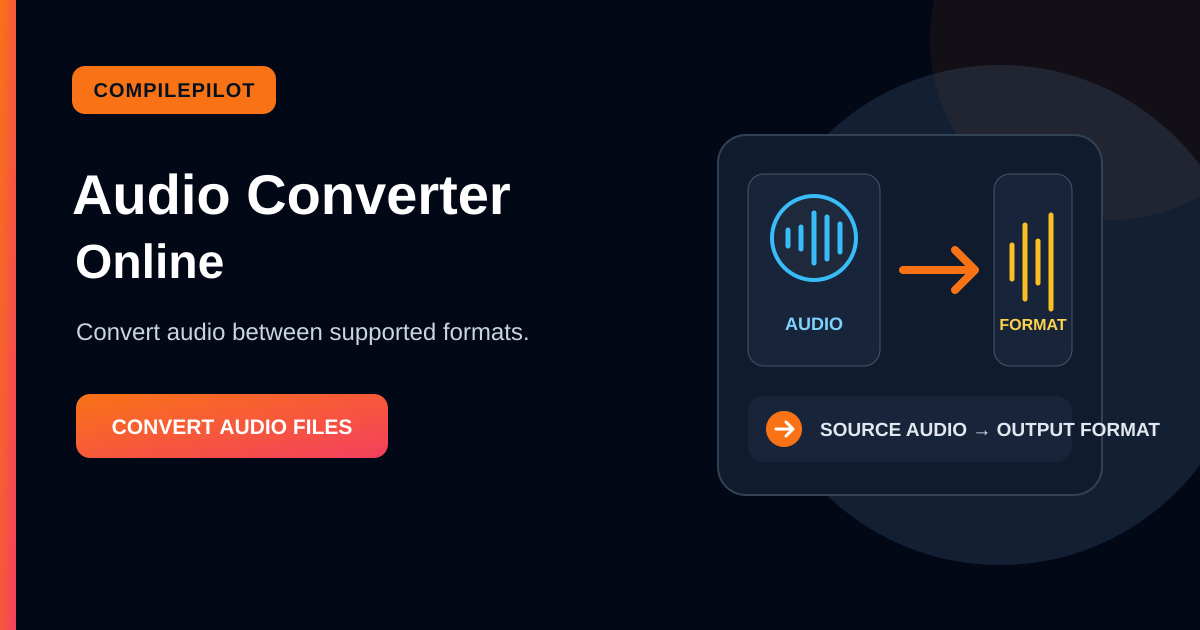 COMPILEPILOT
Audio Converter
Online
Convert audio between supported formats.
CONVERT AUDIO FILES
AUDIO
FORMAT
SOURCE AUDIO → OUTPUT FORMAT